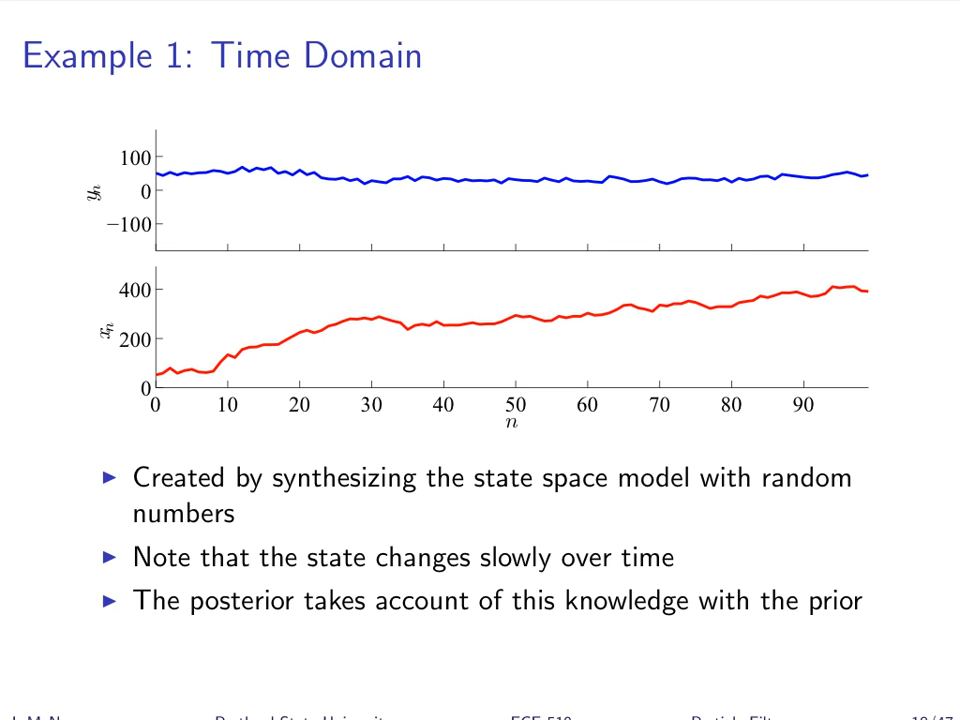 Example 1: Time Domain
100
0
−100
yn
400
200
0
xn
0 10 20 30 40 50 60 70 80 90
n
Created by synthesizing the state space model with random
numbers
Note that the state changes slowly over time
The posterior takes account of this knowledge with the prior